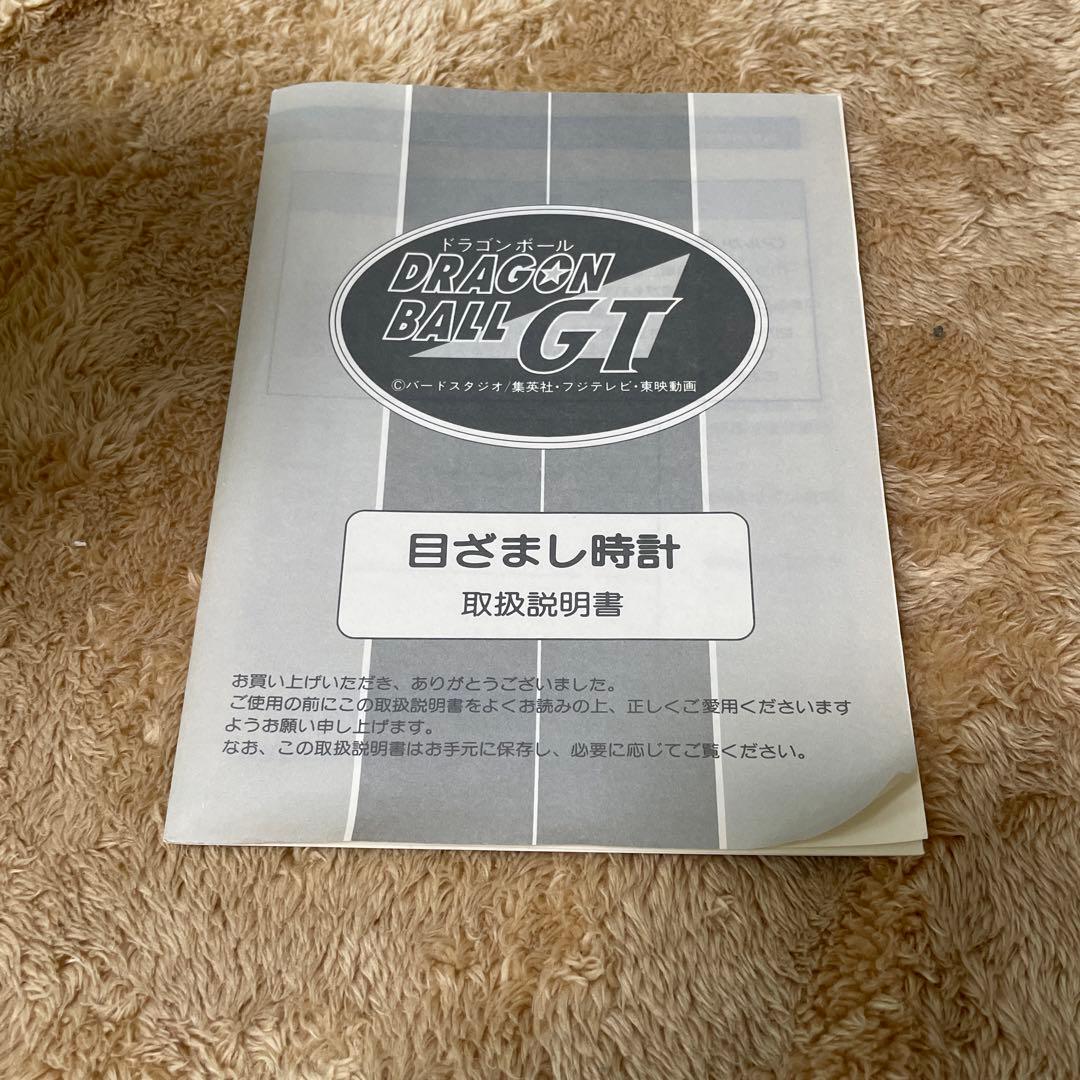 ドラゴンボール
DRAGON
BALL GT
©バードスタジオ/集英社・フジテレビ・東映動画
目ざまし時計
取扱説明書
お買い上げいただき、ありがとうございました。
ご使用の前にこの取扱説明書をよくお読みの上、正しくご愛用くださいます
ようお願い申し上げます。
なお、この取扱説明書はお手元に保存し、必要に応じてご覧ください。